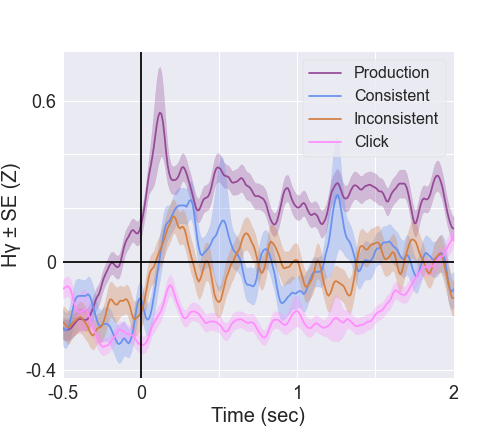 Production
Consistent
Inconsistent
Click
Hγ ± SE (Z)
0.6
0
-0.4
-0.5
0
1
2
Time (sec)